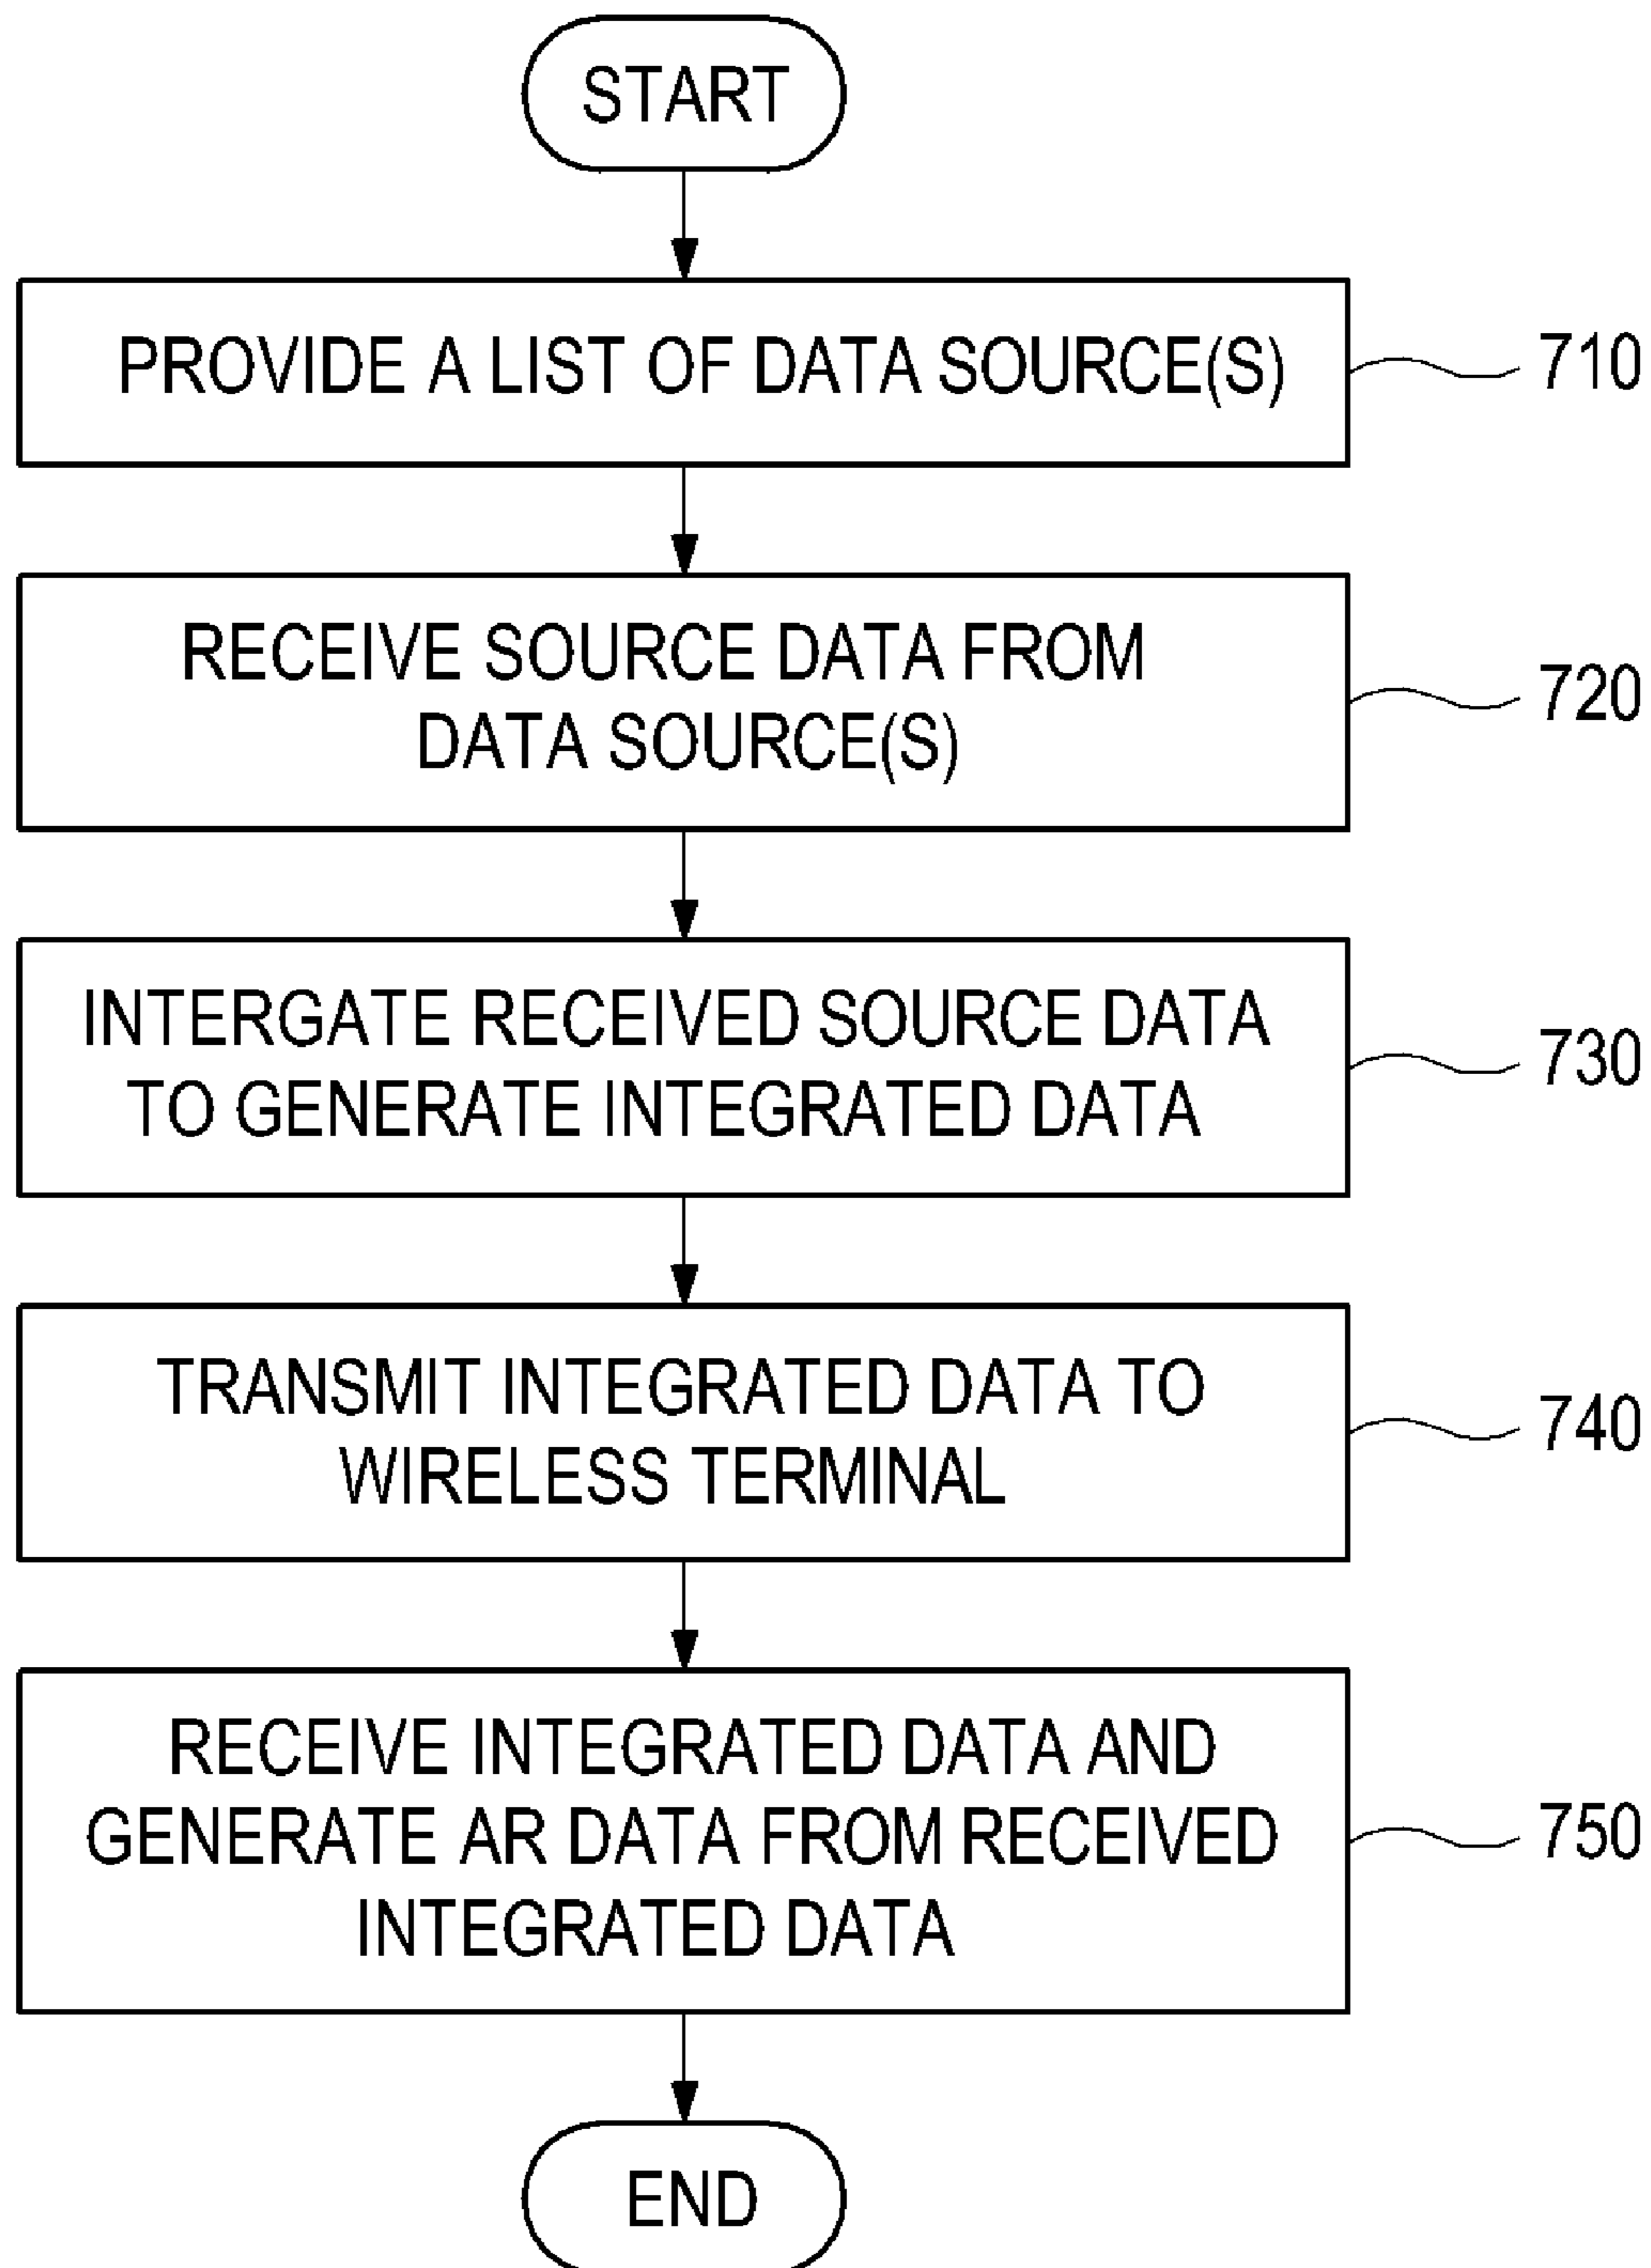 START
PROVIDE A LIST OF DATA SOURCE(S)
710
RECEIVE SOURCE DATA FROM
DATA SOURCE(S)
720
INTERGATE RECEIVED SOURCE DATA
TO GENERATE INTEGRATED DATA
730
TRANSMIT INTEGRATED DATA TO
WIRELESS TERMINAL
740
RECEIVE INTEGRATED DATA AND
GENERATE AR DATA FROM RECEIVED
INTEGRATED DATA
750
END